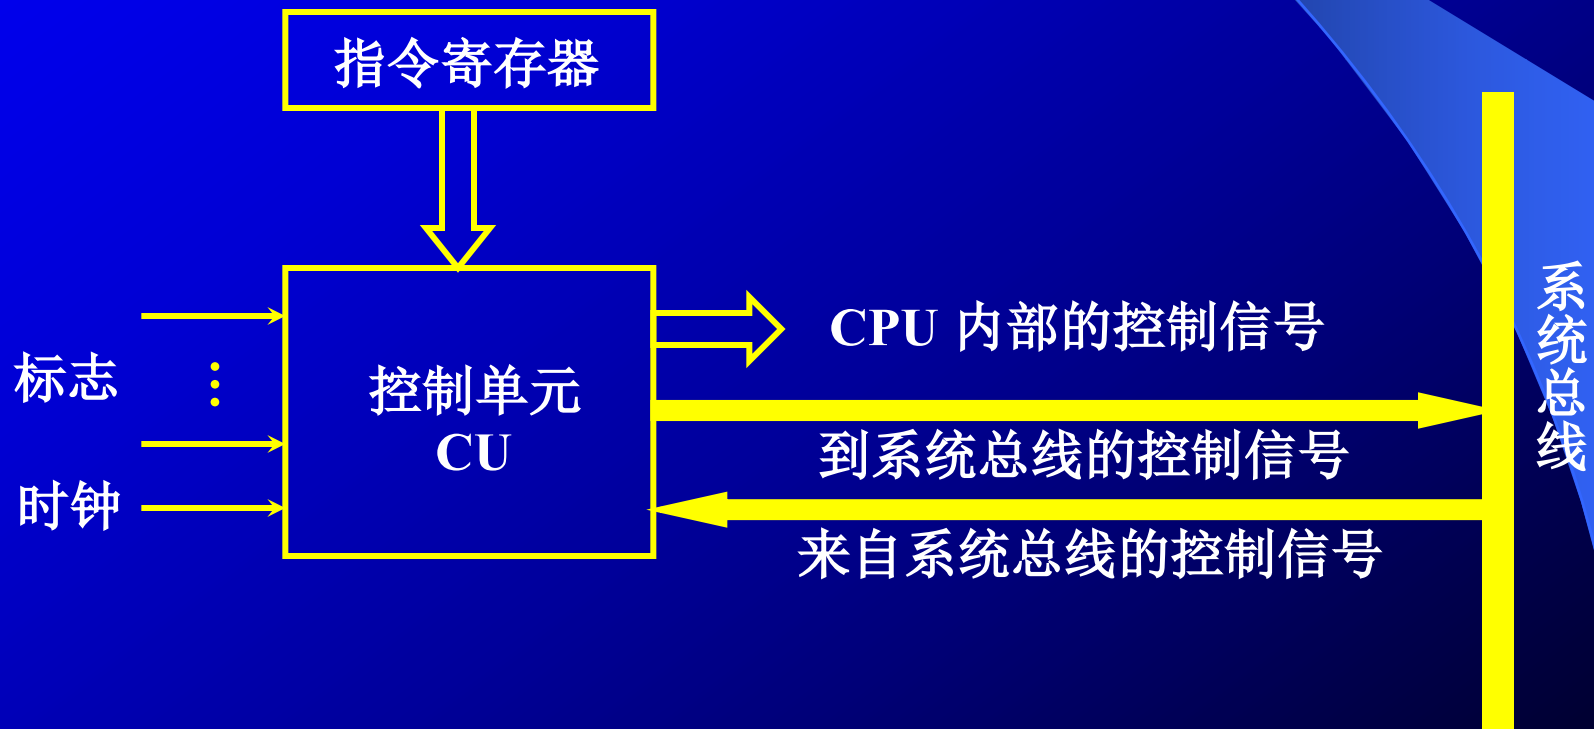 指令寄存器
CPU 内部的控制信号
标志
控制单元
CU
到系统总线的控制信号
时钟
来自系统总线的控制信号
系统总线